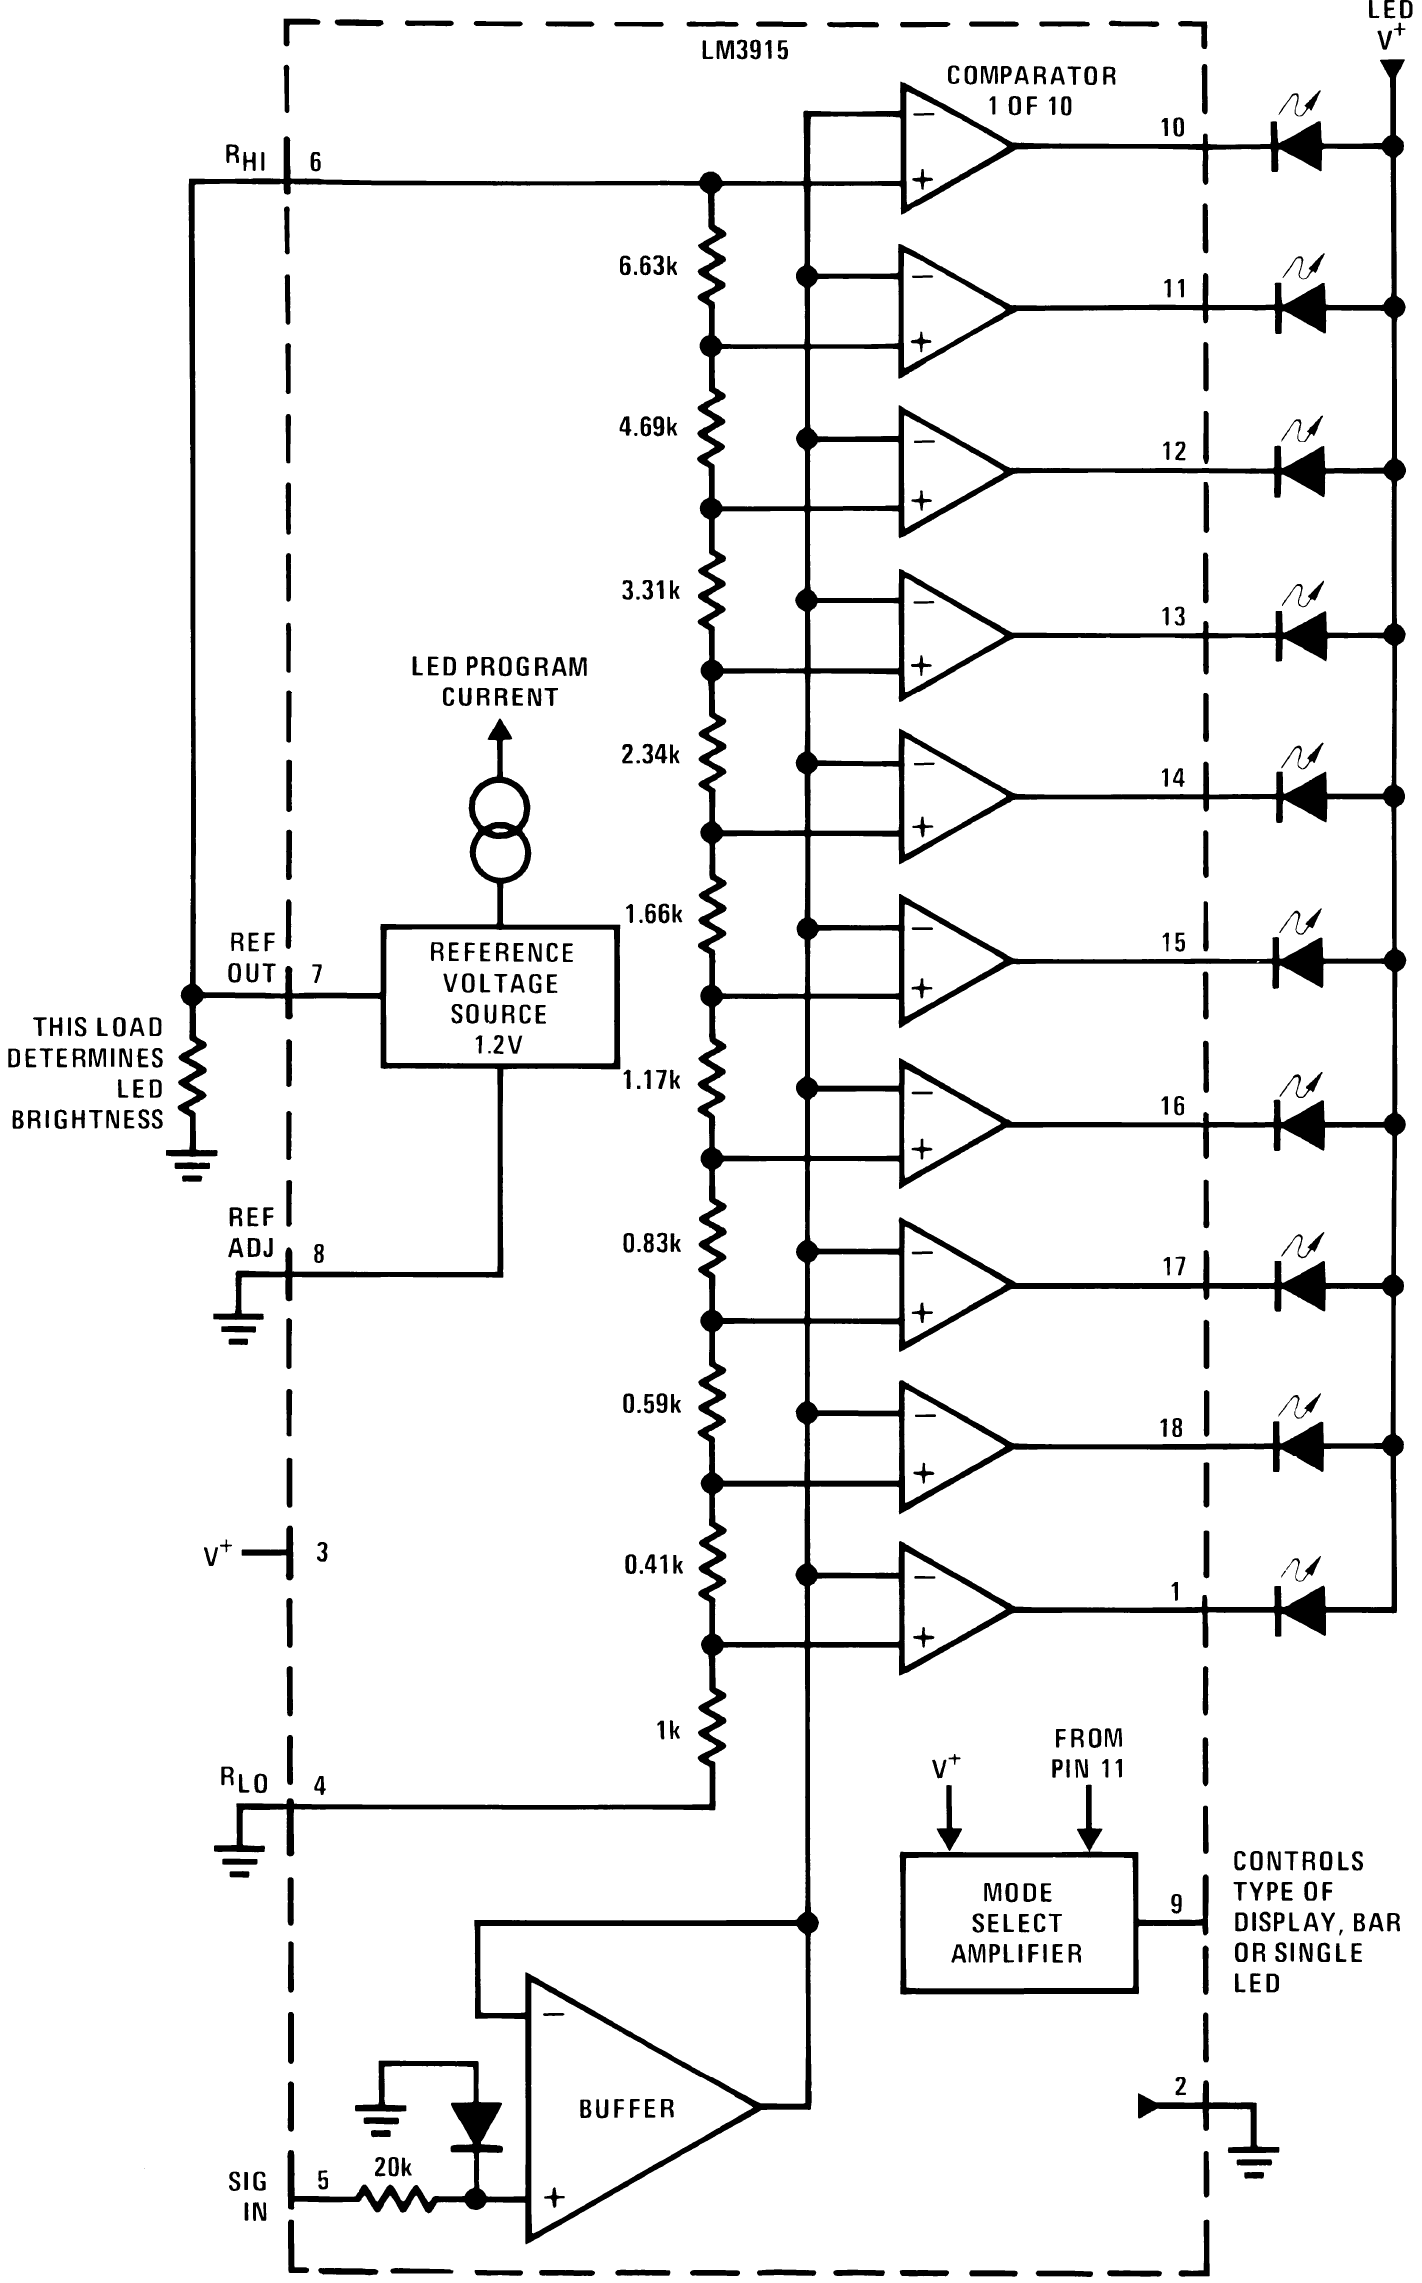 LED
V+
LM3915
COMPARATOR
1 OF 10
−
+
10
RHI
6
6.63k
−
+
11
4.69k
−
+
12
3.31k
−
+
13
LED PROGRAM
CURRENT
2.34k
−
+
14
1.66k
−
+
15
REF
OUT
7
REFERENCE
VOLTAGE
SOURCE
1.2V
THIS LOAD
DETERMINES
LED
BRIGHTNESS
1.17k
−
+
16
REF
ADJ
8
0.83k
−
+
17
0.59k
−
+
18
V+
3
0.41k
−
+
1
1k
RLO
4
V+
FROM
PIN 11
MODE
SELECT
AMPLIFIER
9
CONTROLS
TYPE OF
DISPLAY, BAR
OR SINGLE
LED
−
BUFFER
+
2
SIG
IN
5
20k